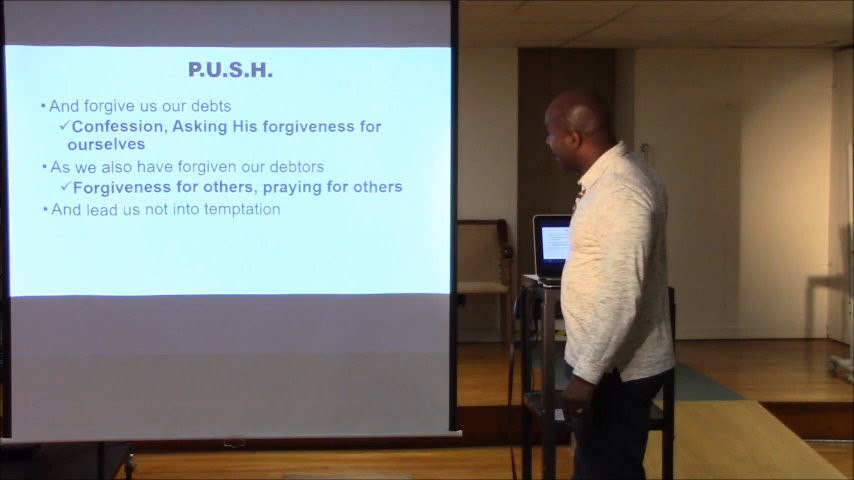 P.U.S.H.
• And forgive us our debts
✓Confession, Asking His forgiveness for
ourselves
• As we also have forgiven our debtors
✓Forgiveness for others, praying for others
• And lead us not into temptation